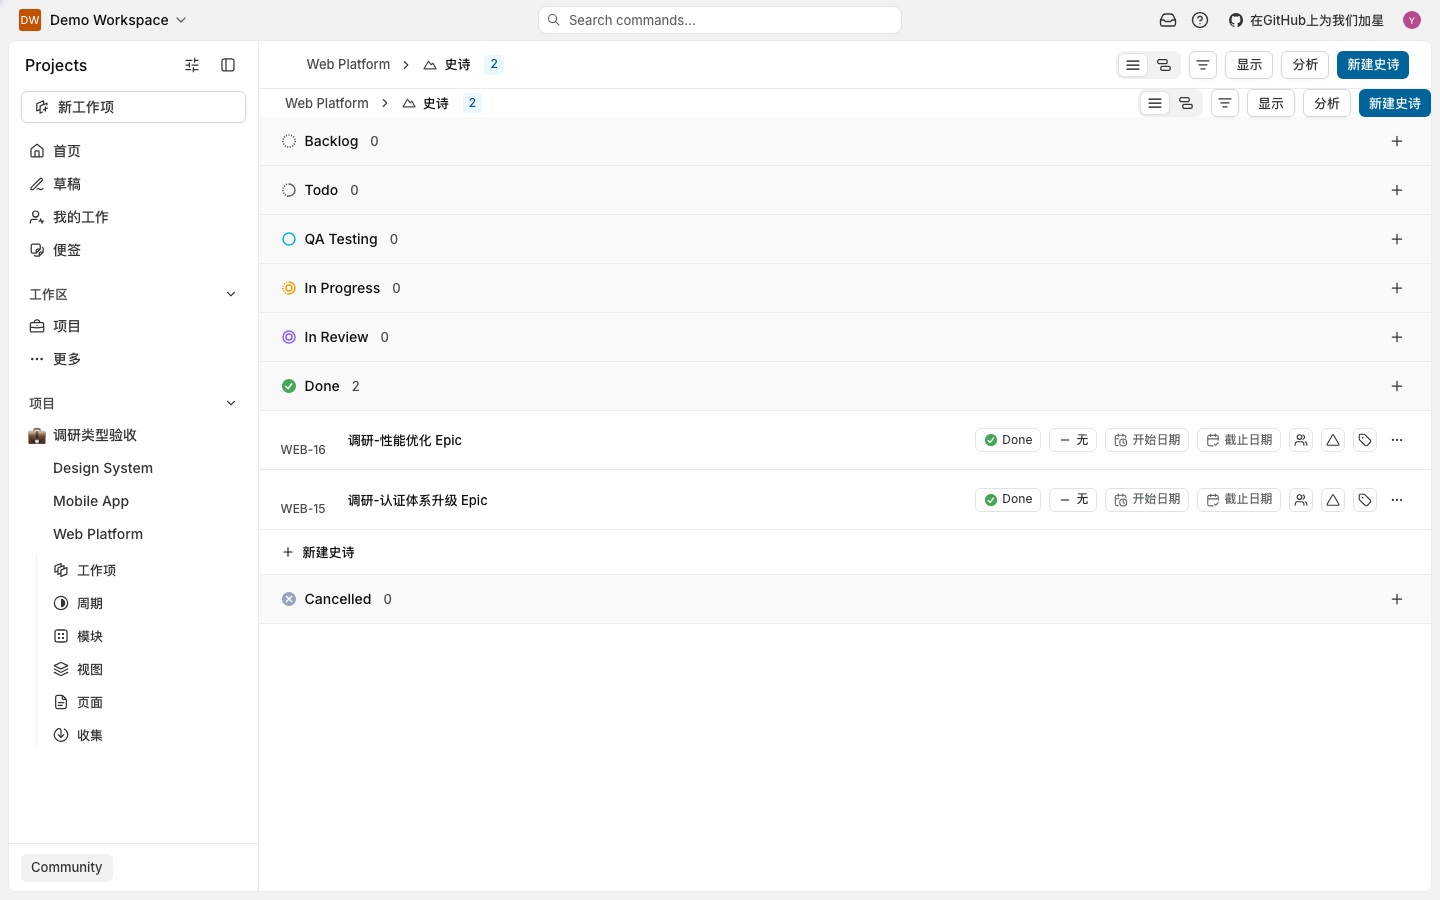 DW Demo Workspace
Search commands...
在GitHub上为我们加星
Y
Projects
新工作项
首页
草稿
我的工作
便签
工作区
项目
更多
项目
调研类型验收
Design System
Mobile App
Web Platform
工作项
周期
模块
视图
页面
收集
Community
Web Platform 史诗 2
显示 分析 新建史诗
Web Platform 史诗 2
显示 分析 新建史诗
Backlog 0
Todo 0
QA Testing 0
In Progress 0
In Review 0
Done 2
WEB-16 调研-性能优化 Epic Done 无 开始日期 截止日期
WEB-15 调研-认证体系升级 Epic Done 无 开始日期 截止日期
新建史诗
Cancelled 0